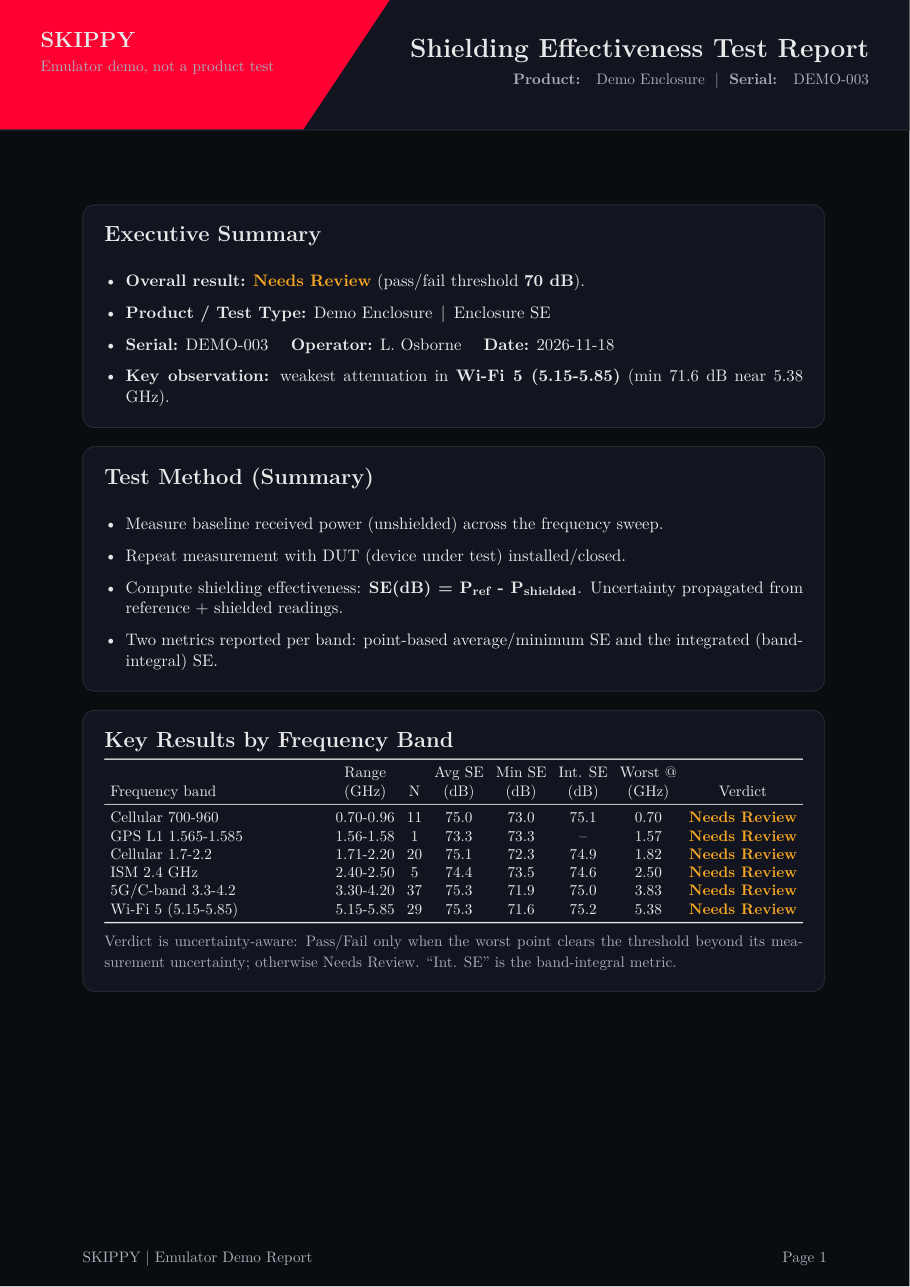 SKIPPY
Emulator demo, not a product test
Shielding Effectiveness Test Report
Product: Demo Enclosure | Serial: DEMO-003
Executive Summary
• Overall result: Needs Review (pass/fail threshold 70 dB).
• Product / Test Type: Demo Enclosure | Enclosure SE
• Serial: DEMO-003 Operator: L. Osborne Date: 2026-11-18
• Key observation: weakest attenuation in Wi-Fi 5 (5.15-5.85) (min 71.6 dB near 5.38
GHz).
Test Method (Summary)
• Measure baseline received power (unshielded) across the frequency sweep.
• Repeat measurement with DUT (device under test) installed/closed.
• Compute shielding effectiveness: SE(dB) = Pref - Pshielded. Uncertainty propagated from
reference + shielded readings.
• Two metrics reported per band: point-based average/minimum SE and the integrated (band-
integral) SE.
Key Results by Frequency Band
Range Avg SE Min SE Int. SE Worst @
Frequency band (GHz) N (dB) (dB) (dB) (GHz) Verdict
Cellular 700-960 0.70-0.96 11 75.0 73.0 75.1 0.70 Needs Review
GPS L1 1.565-1.585 1.56-1.58 1 73.3 73.3 – 1.57 Needs Review
Cellular 1.7-2.2 1.71-2.20 20 75.1 72.3 74.9 1.82 Needs Review
ISM 2.4 GHz 2.40-2.50 5 74.4 73.5 74.6 2.50 Needs Review
5G/C-band 3.3-4.2 3.30-4.20 37 75.3 71.9 75.0 3.83 Needs Review
Wi-Fi 5 (5.15-5.85) 5.15-5.85 29 75.3 71.6 75.2 5.38 Needs Review
Verdict is uncertainty-aware: Pass/Fail only when the worst point clears the threshold beyond its mea-
surement uncertainty; otherwise Needs Review. “Int. SE” is the band-integral metric.
SKIPPY | Emulator Demo Report
Page 1